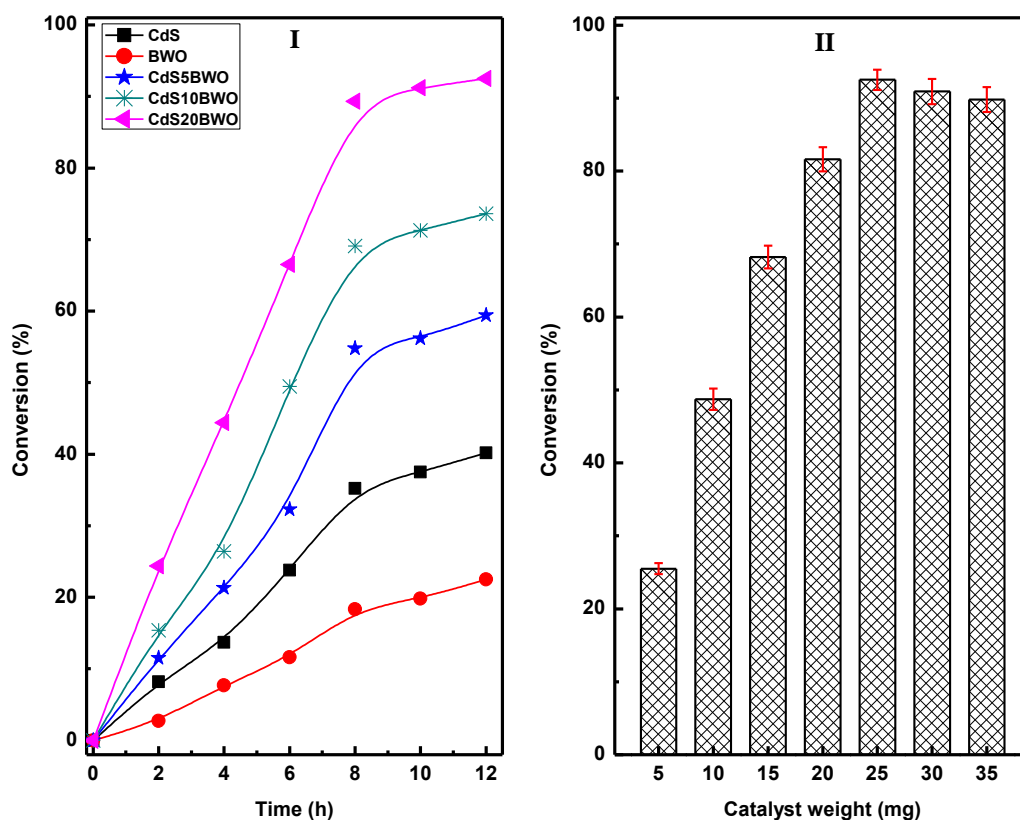 I
CdS
BWO
CdS5BWO
CdS10BWO
CdS20BWO
100
80
60
40
20
0
Conversion (%)
0 2 4 6 8 10 12
Time (h)
II
100
80
60
40
20
0
Conversion (%)
5 10 15 20 25 30 35
Catalyst weight (mg)